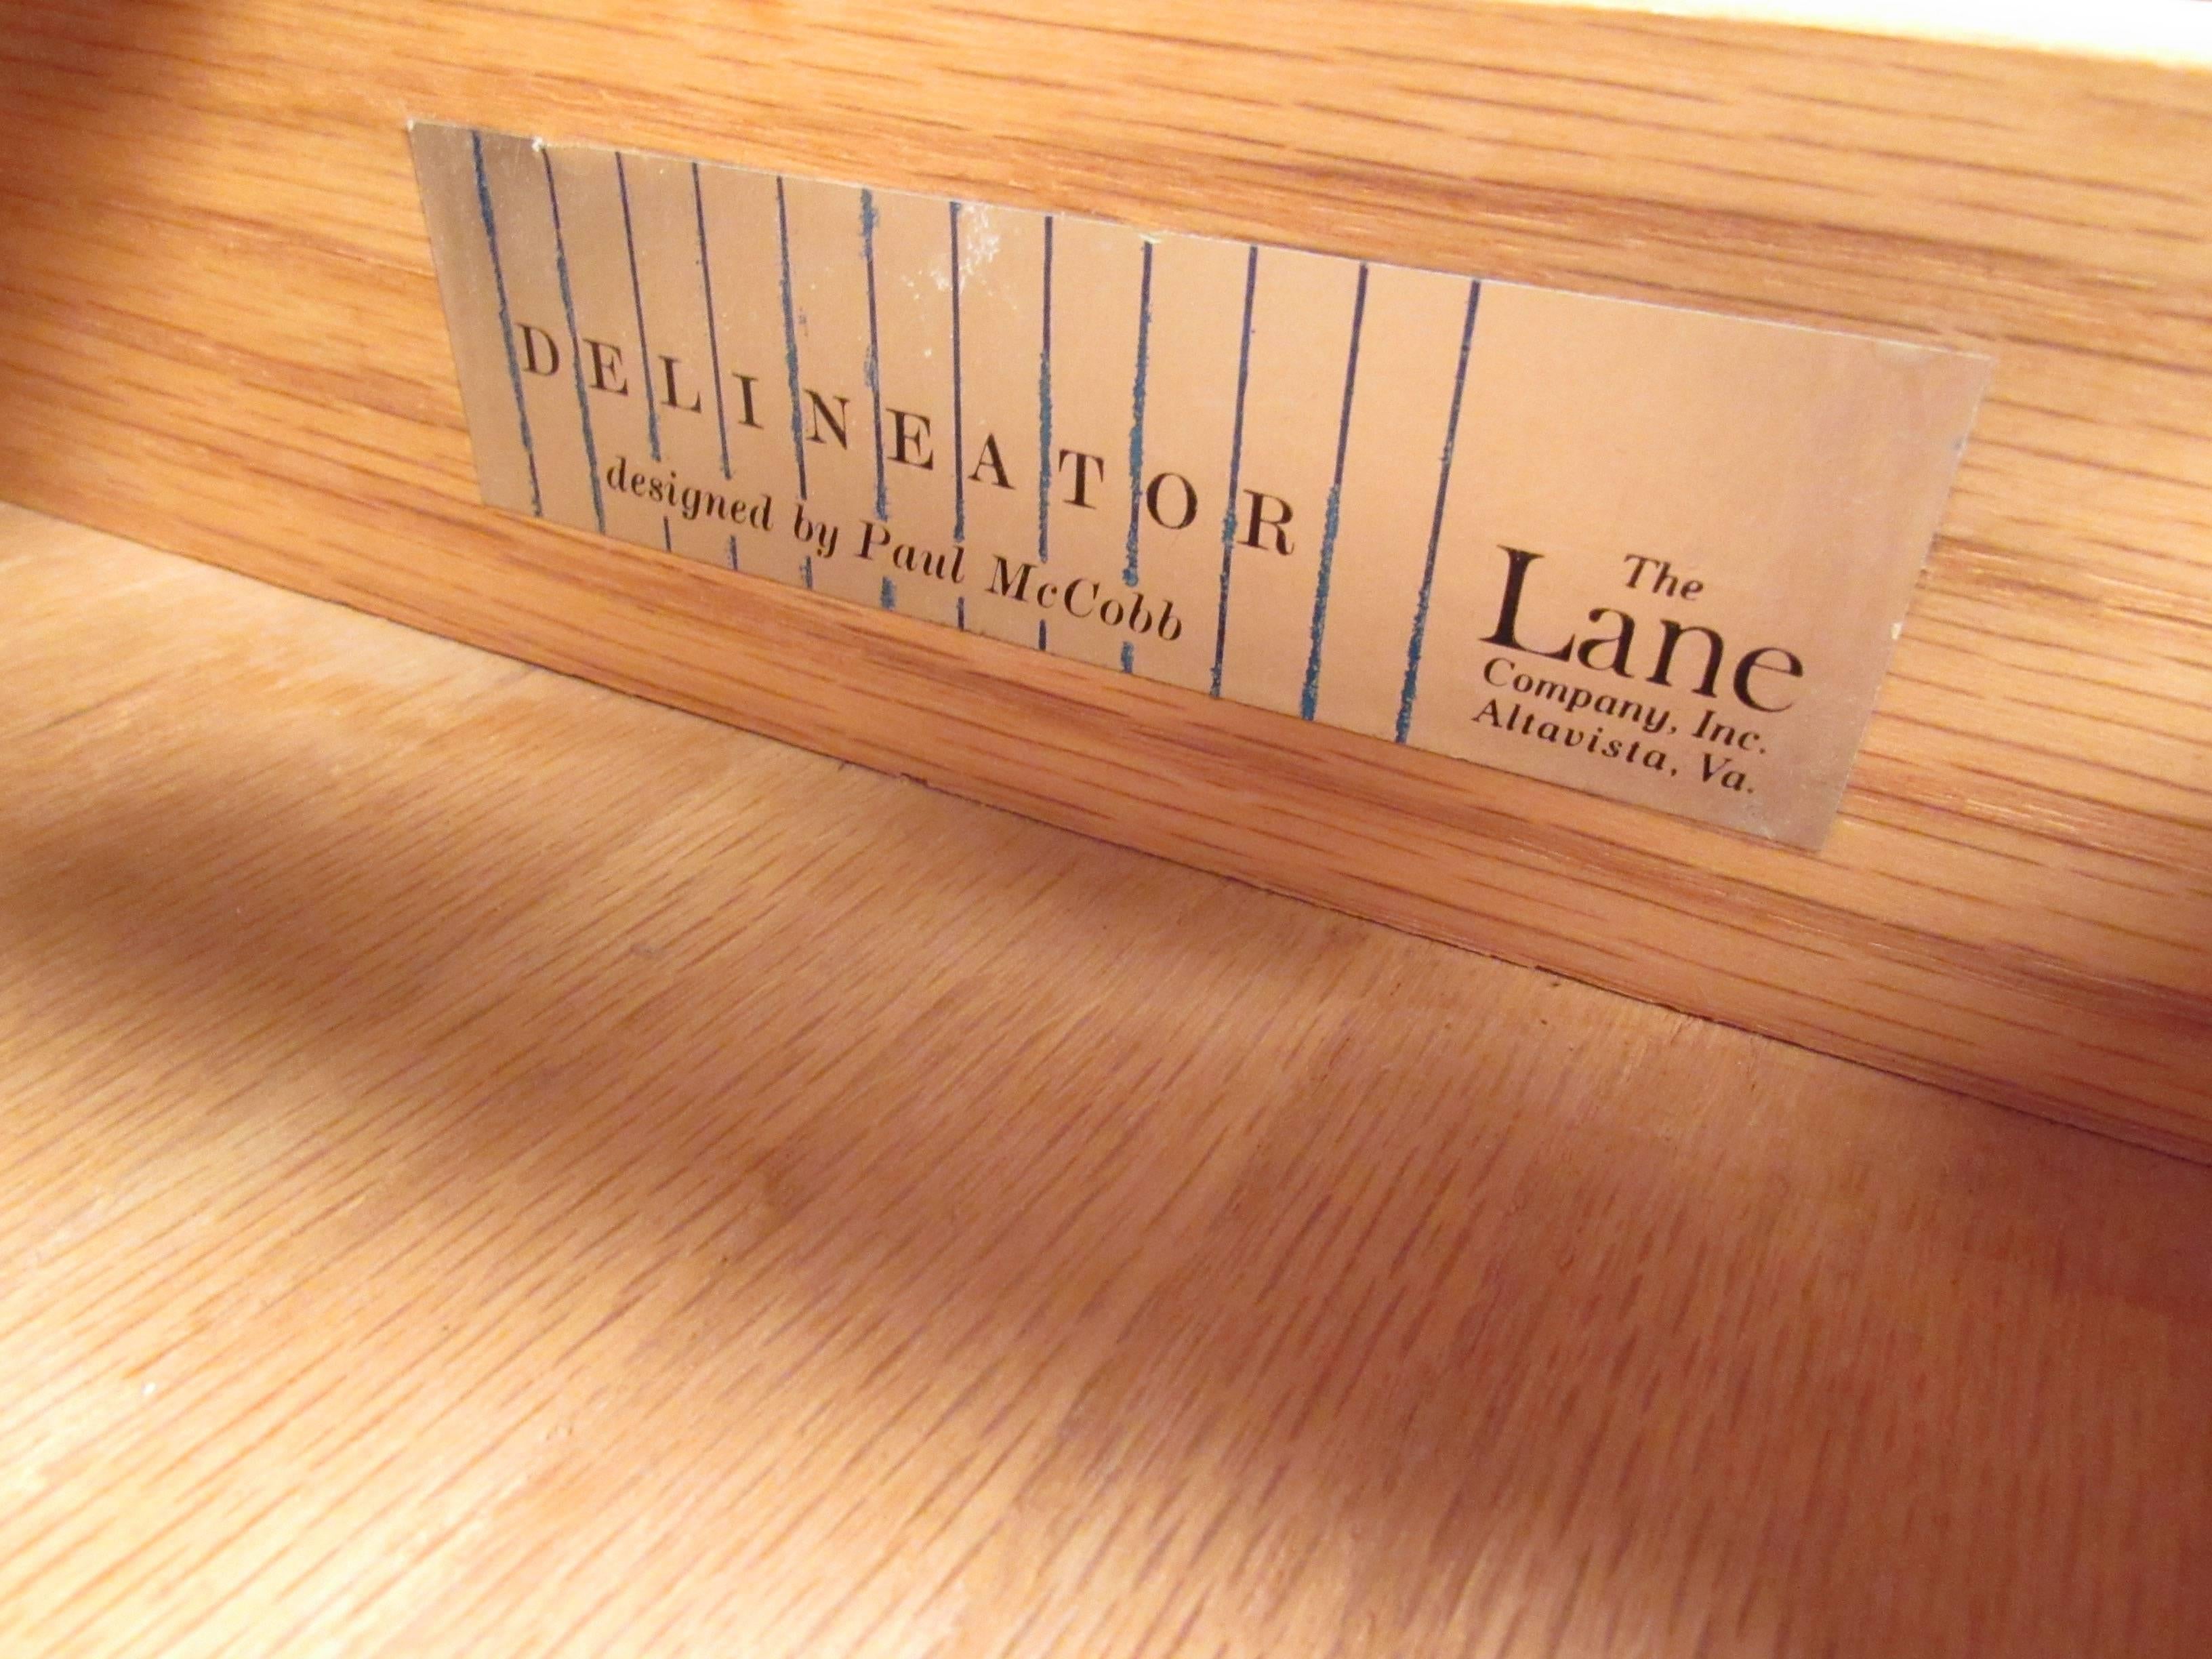 DELINEATOR
designed by Paul McCobb
The
Lane
Company, Inc.
Altavista, Va.